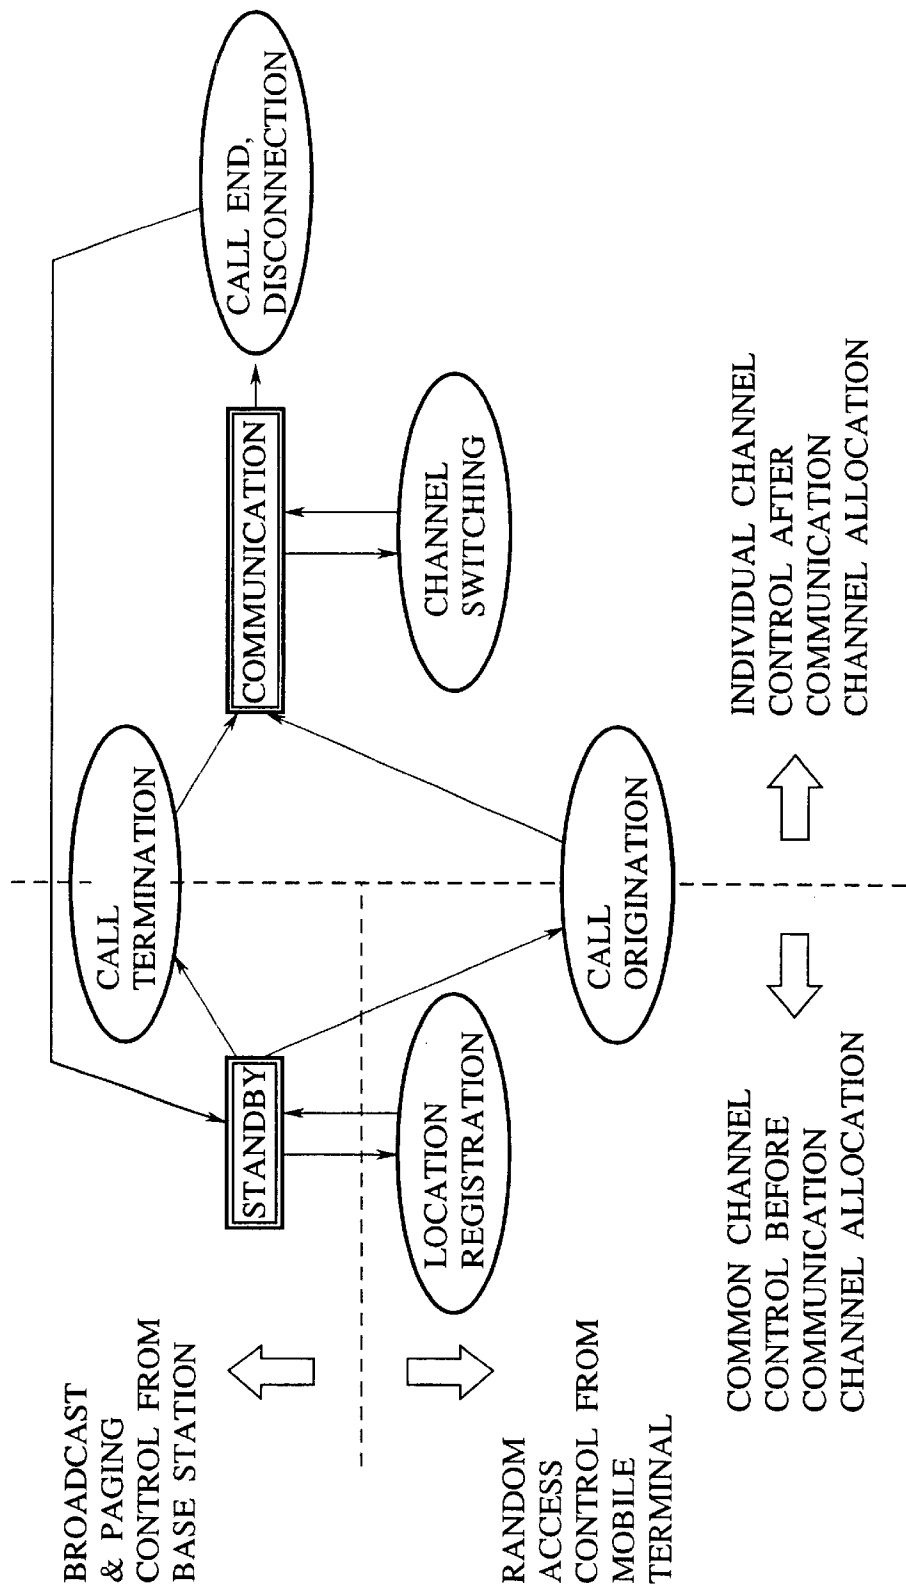 BROADCAST
& PAGING
CONTROL FROM
BASE STATION
RANDOM
ACCESS
CONTROL FROM
MOBILE
TERMINAL
STANDBY
LOCATION
REGISTRATION
CALL
TERMINATION
CALL
ORIGINATION
COMMUNICATION
CHANNEL
SWITCHING
CALL END,
DISCONNECTION
COMMON CHANNEL
CONTROL BEFORE
COMMUNICATION
CHANNEL ALLOCATION
INDIVIDUAL CHANNEL
CONTROL AFTER
COMMUNICATION
CHANNEL ALLOCATION